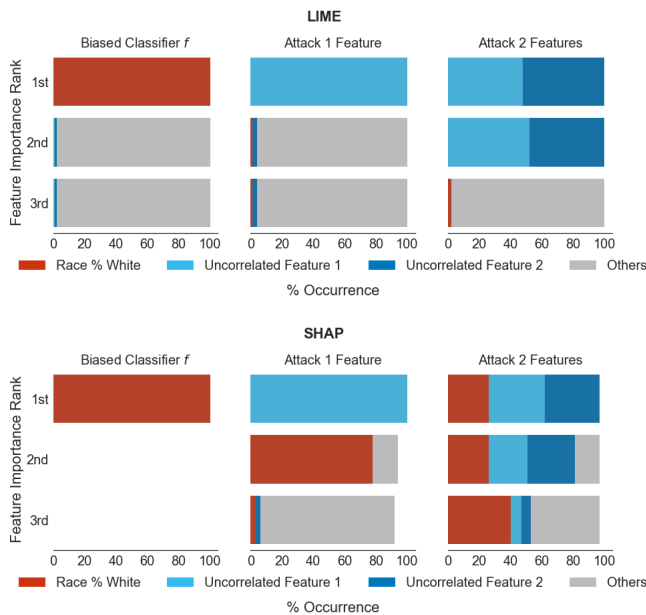 LIME
Biased Classifier f
Attack 1 Feature
Attack 2 Features
Feature Importance Rank
1st
2nd
3rd
0 20 40 60 80 100
0 20 40 60 80 100
0 20 40 60 80 100
Race % White
Uncorrelated Feature 1
Uncorrelated Feature 2
Others
% Occurrence
SHAP
Biased Classifier f
Attack 1 Feature
Attack 2 Features
Feature Importance Rank
1st
2nd
3rd
0 20 40 60 80 100
0 20 40 60 80 100
0 20 40 60 80 100
Race % White
Uncorrelated Feature 1
Uncorrelated Feature 2
Others
% Occurrence